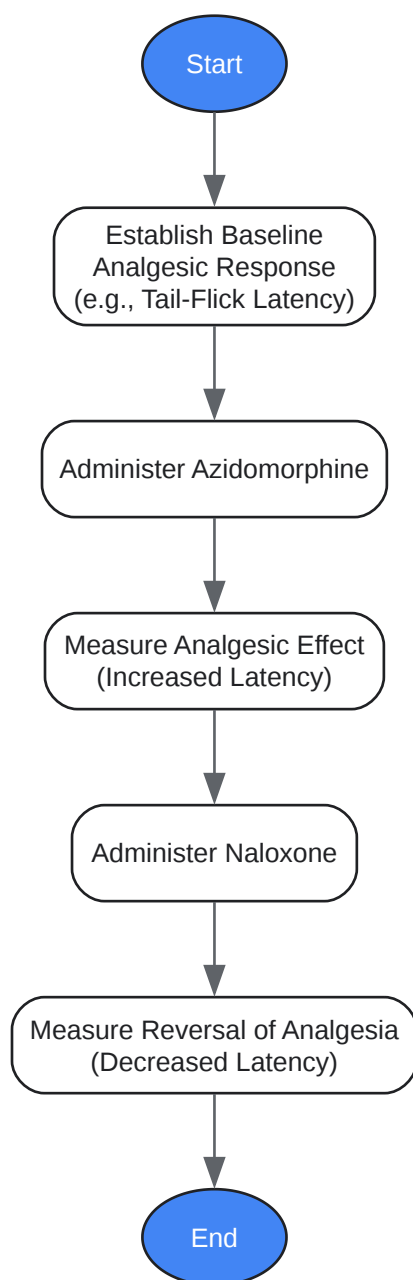 Start
Establish Baseline
Analgesic Response
(e.g., Tail-Flick Latency)
Administer Azidomorphine
Measure Analgesic Effect
(Increased Latency)
Administer Naloxone
Measure Reversal of Analgesia
(Decreased Latency)
End